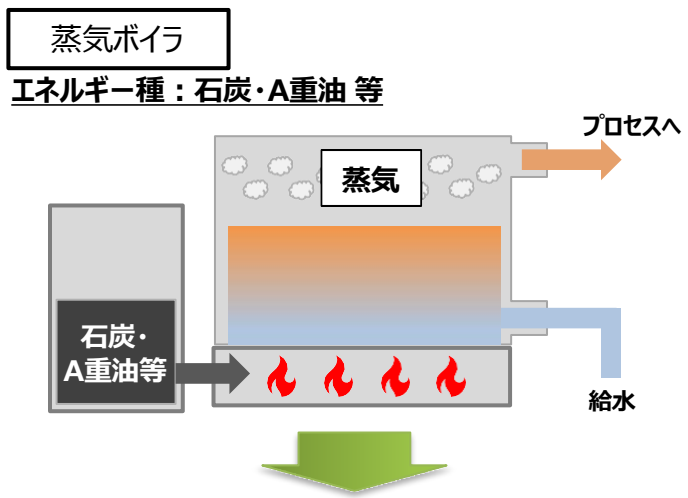 蒸気ボイラ
エネルギー種：石炭・A重油 等
プロセスへ
蒸気
石炭・
A重油等
給水